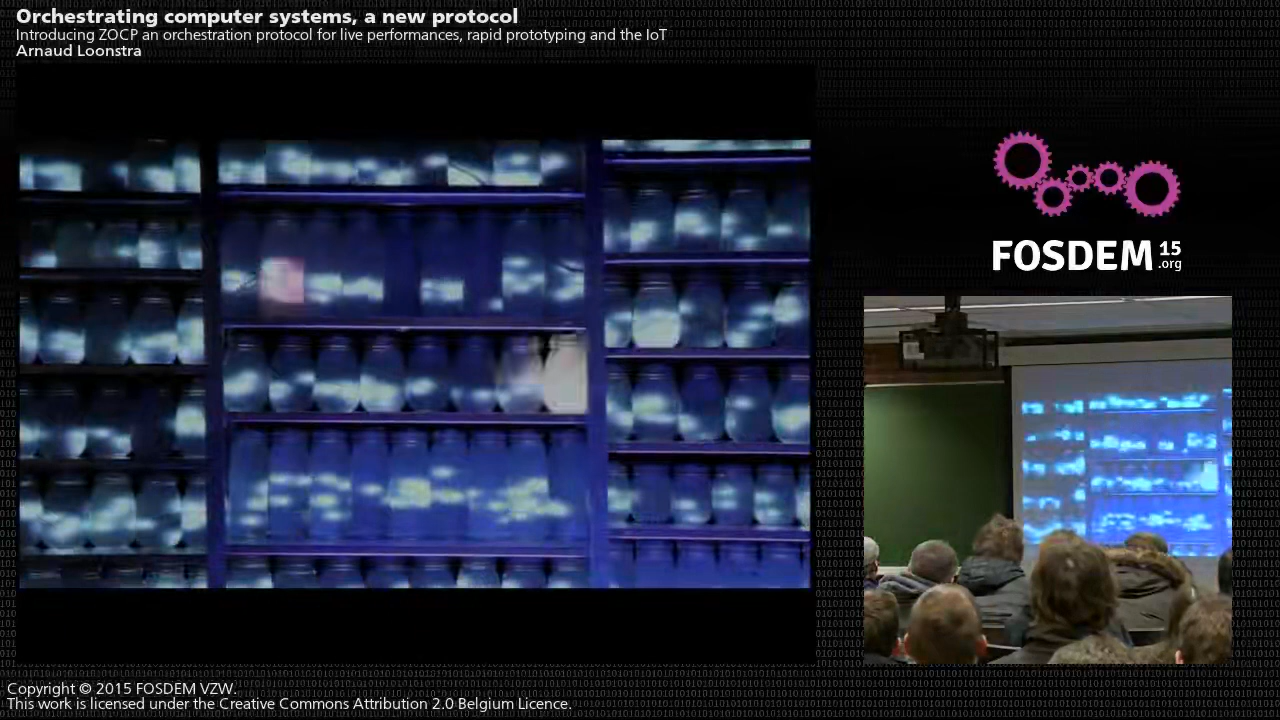 Orchestrating computer systems, a new protocol
Introducing ZOCP an orchestration protocol for live performances, rapid prototyping and the IoT
Arnaud Loonstra
FOSDEM 15 .org
Copyright © 2015 FOSDEM VZW.
This work is licensed under the Creative Commons Attribution 2.0 Belgium Licence.